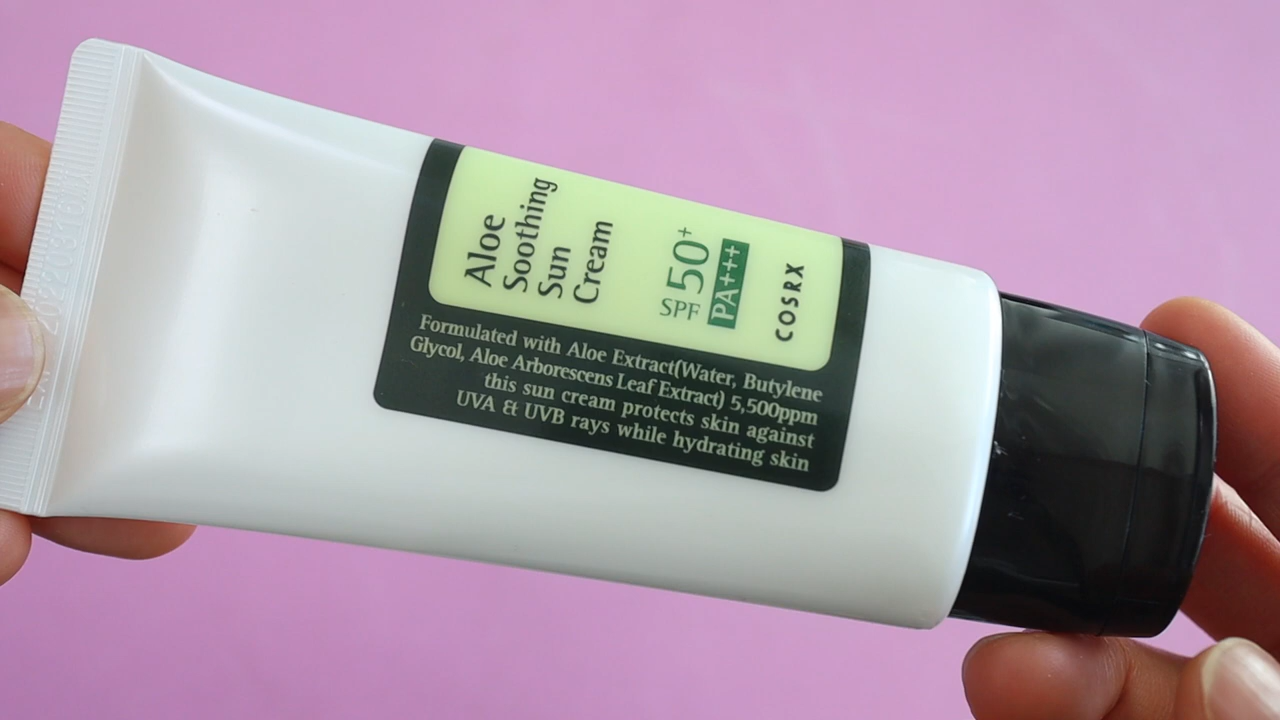 Aloe
Soothing
Sun
Cream
SPF 50+
PA+++
COSRX
Formulated with Aloe Extract(Water, Butylene
Glycol, Aloe Arborescens Leaf Extract) 5,500ppm
this sun cream protects skin against
UVA & UVB rays while hydrating skin